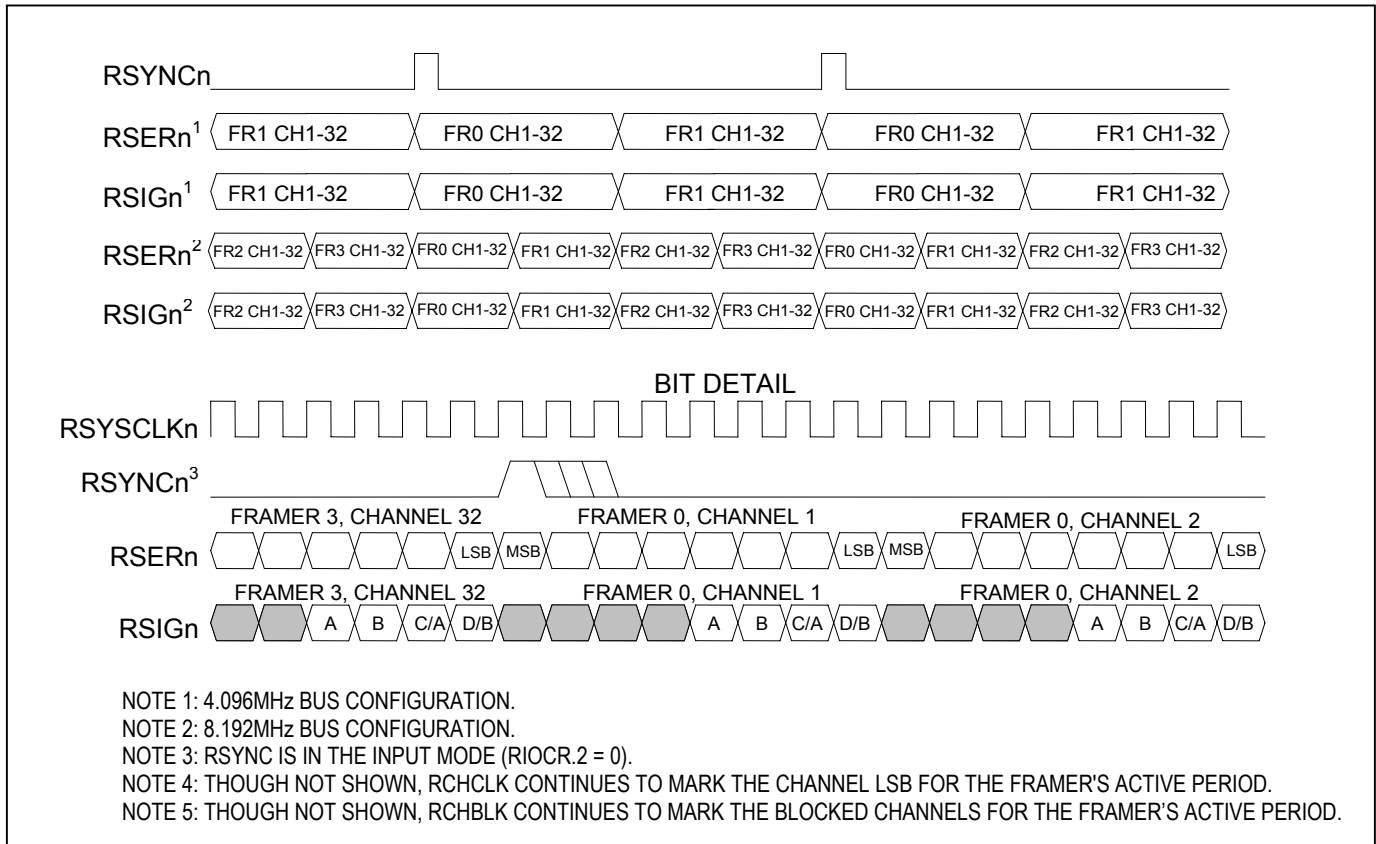 RSYNCn
RSERn1 FR1 CH1-32 FR0 CH1-32 FR1 CH1-32 FR0 CH1-32 FR1 CH1-32
RSIGn1 FR1 CH1-32 FR0 CH1-32 FR1 CH1-32 FR0 CH1-32 FR1 CH1-32
RSERn2 FR2 CH1-32 FR3 CH1-32 FR0 CH1-32 FR1 CH1-32 FR2 CH1-32 FR3 CH1-32 FR0 CH1-32 FR1 CH1-32 FR2 CH1-32 FR3 CH1-32
RSIGn2 FR2 CH1-32 FR3 CH1-32 FR0 CH1-32 FR1 CH1-32 FR2 CH1-32 FR3 CH1-32 FR0 CH1-32 FR1 CH1-32 FR2 CH1-32 FR3 CH1-32
BIT DETAIL
RSYSCLKn
RSYNCn3
FRAMER 3, CHANNEL 32 FRAMER 0, CHANNEL 1 FRAMER 0, CHANNEL 2
RSERn LSB MSB LSB MSB LSB
FRAMER 3, CHANNEL 32 FRAMER 0, CHANNEL 1 FRAMER 0, CHANNEL 2
RSIGn A B C/A D/B A B C/A D/B A B C/A D/B
NOTE 1: 4.096MHz BUS CONFIGURATION.
NOTE 2: 8.192MHz BUS CONFIGURATION.
NOTE 3: RSYNC IS IN THE INPUT MODE (RIOCR.2 = 0).
NOTE 4: THOUGH NOT SHOWN, RCHCLK CONTINUES TO MARK THE CHANNEL LSB FOR THE FRAMER'S ACTIVE PERIOD.
NOTE 5: THOUGH NOT SHOWN, RCHBLK CONTINUES TO MARK THE BLOCKED CHANNELS FOR THE FRAMER’S ACTIVE PERIOD.